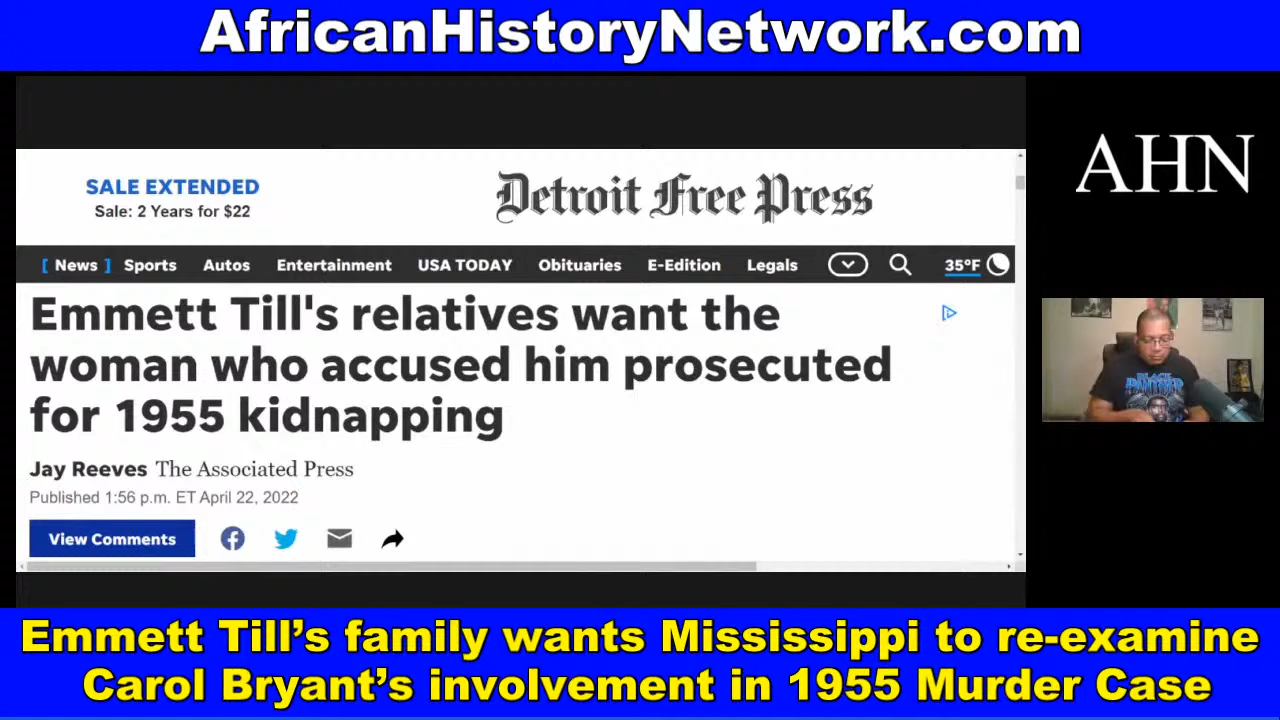 AfricanHistoryNetwork.com
AHN
SALE EXTENDED
Sale: 2 Years for $22
Detroit Free Press
[ News ] Sports Autos Entertainment USA TODAY Obituaries E-Edition Legals 35°F
Emmett Till's relatives want the
woman who accused him prosecuted
for 1955 kidnapping
Jay Reeves The Associated Press
Published 1:56 p.m. ET April 22, 2022
View Comments
BLACK
PANTHER
Emmett Till’s family wants Mississippi to re-examine
Carol Bryant’s involvement in 1955 Murder Case